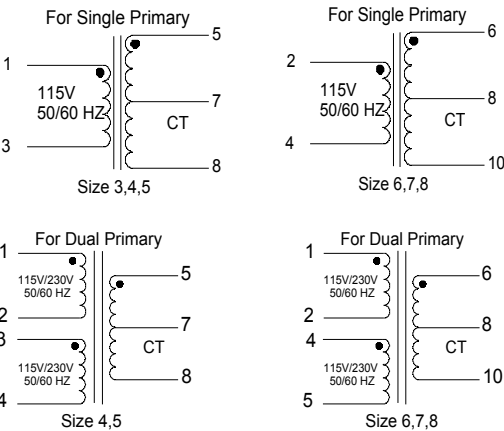 For Single Primary
5
1
115V
50/60 HZ
7
CT
3
8
Size 3,4,5
For Single Primary
6
2
115V
50/60 HZ
8
CT
4
10
Size 6,7,8
For Dual Primary
1
115V/230V
50/60 HZ
5
2
7
3
CT
115V/230V
50/60 HZ
8
4
Size 4,5
For Dual Primary
1
115V/230V
50/60 HZ
6
2
8
4
CT
115V/230V
50/60 HZ
10
5
Size 6,7,8